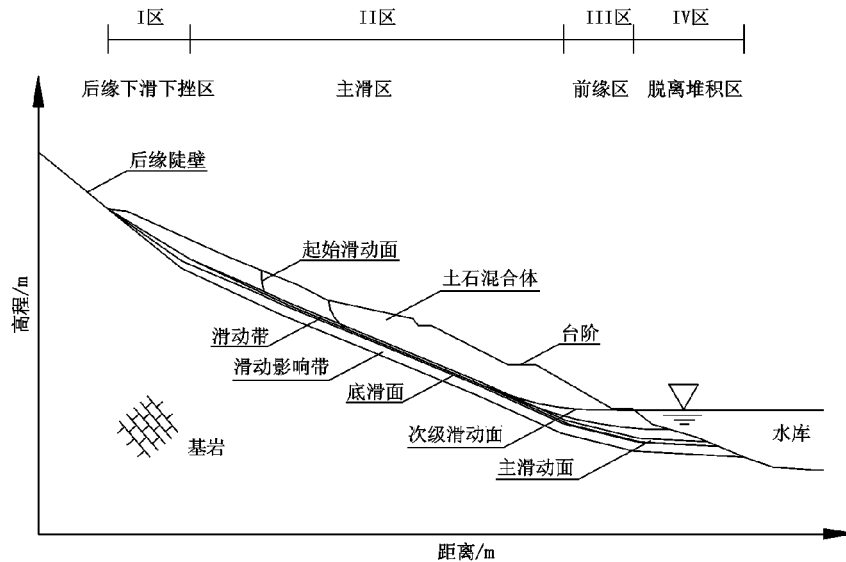 I区 II区 III区 IV区
后缘下滑下挫区 主滑区 前缘区 脱离堆积区
后缘陡壁
起始滑动面
土石混合体
高程/m
滑动带
台阶
滑动影响带
底滑面
次级滑动面
水库
基岩
主滑动面
距离/m